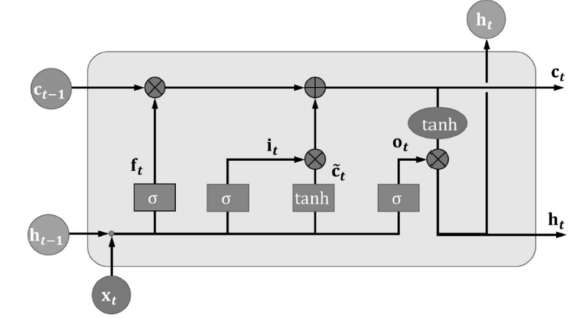 h_t
c_{t-1}
c_t
tanh
i_t
o_t
f_t
c̃_t
σ
σ
tanh
σ
h_{t-1}
h_t
x_t